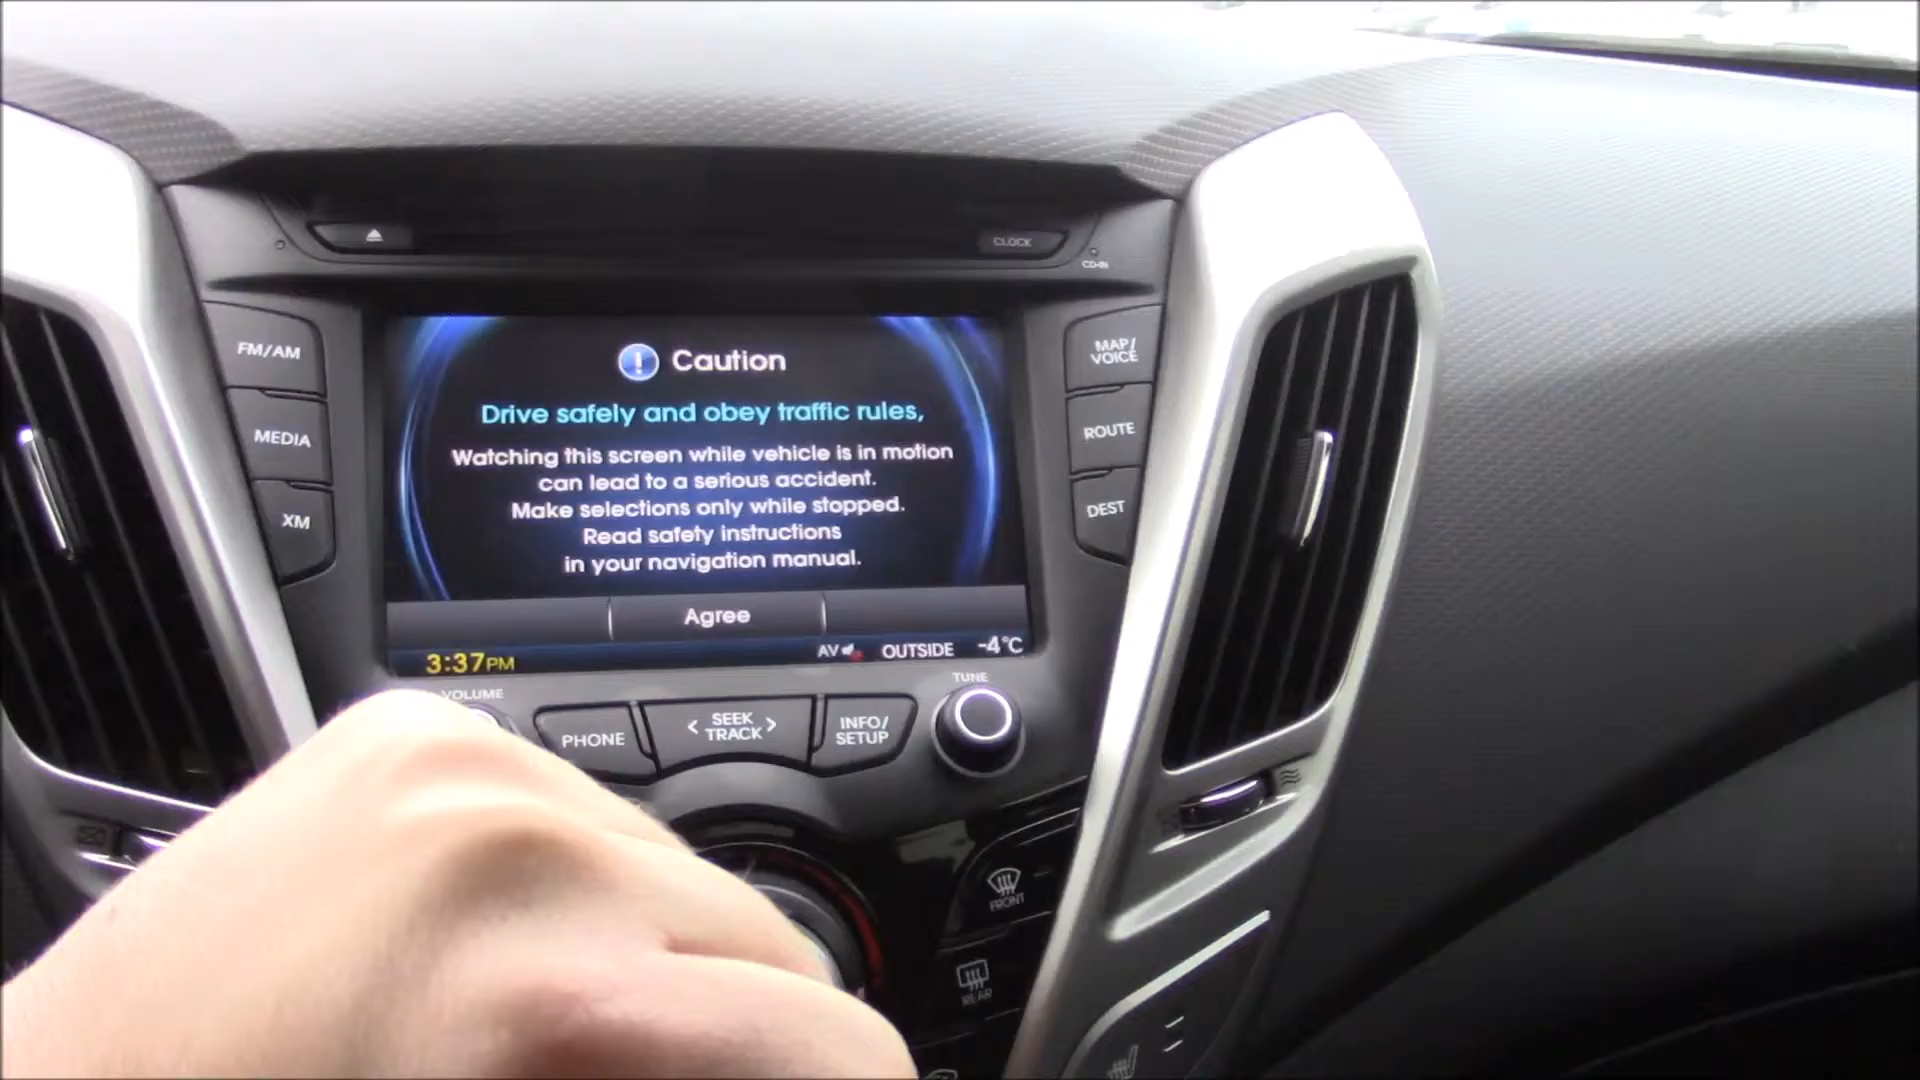 CLOCK
CD-IN
FM/AM
MEDIA
XM
Caution
Drive safely and obey traffic rules,
Watching this screen while vehicle is in motion
can lead to a serious accident.
Make selections only while stopped.
Read safety instructions
in your navigation manual.
Agree
3:37PM
AV
OUTSIDE -4°C
MAP/
VOICE
ROUTE
DEST
VOLUME
PHONE
< SEEK >
TRACK
INFO/
SETUP
TUNE
FRONT
REAR